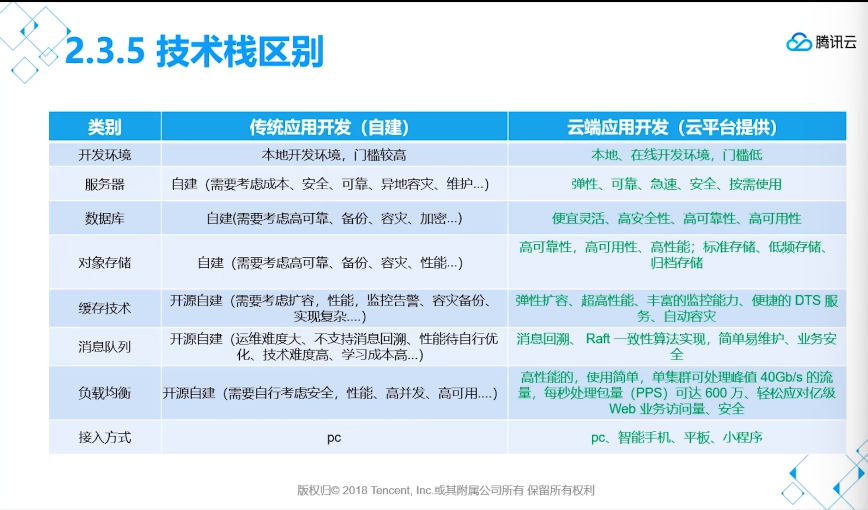 2.3.5 技术栈区别
腾讯云
类别 传统应用开发（自建） 云端应用开发（云平台提供）
开发环境 本地开发环境，门槛较高 本地、在线开发环境，门槛低
服务器 自建（需要考虑成本、安全、可靠、异地容灾、维护...） 弹性、可靠、急速、安全、按需使用
数据库 自建(需要考虑高可靠、备份、容灾、加密...) 便宜灵活、高安全性、高可靠性、高可用性
对象存储 自建（需要考虑高可靠、备份、容灾、性能...） 高可靠性，高可用性、高性能；标准存储、低频存储、
归档存储
缓存技术 开源自建（需要考虑扩容，性能，监控告警、容灾备份、
实现复杂....） 弹性扩容、超高性能、丰富的监控能力、便捷的 DTS 服
务、自动容灾
消息队列 开源自建（运维难度大、不支持消息回溯、性能待自行优
化、技术难度高、学习成本高...） 消息回溯、 Raft 一致性算法实现，简单易维护、业务安
全
负载均衡 开源自建（需要自行考虑安全，性能、高并发、高可用....） 高性能的，使用简单，单集群可处理峰值 40Gb/s 的流
量，每秒处理包量（PPS）可达 600 万、轻松应对亿级
Web 业务访问量、安全
接入方式 pc pc、智能手机、平板、小程序
版权归© 2018 Tencent, Inc.或其附属公司所有 保留所有权利